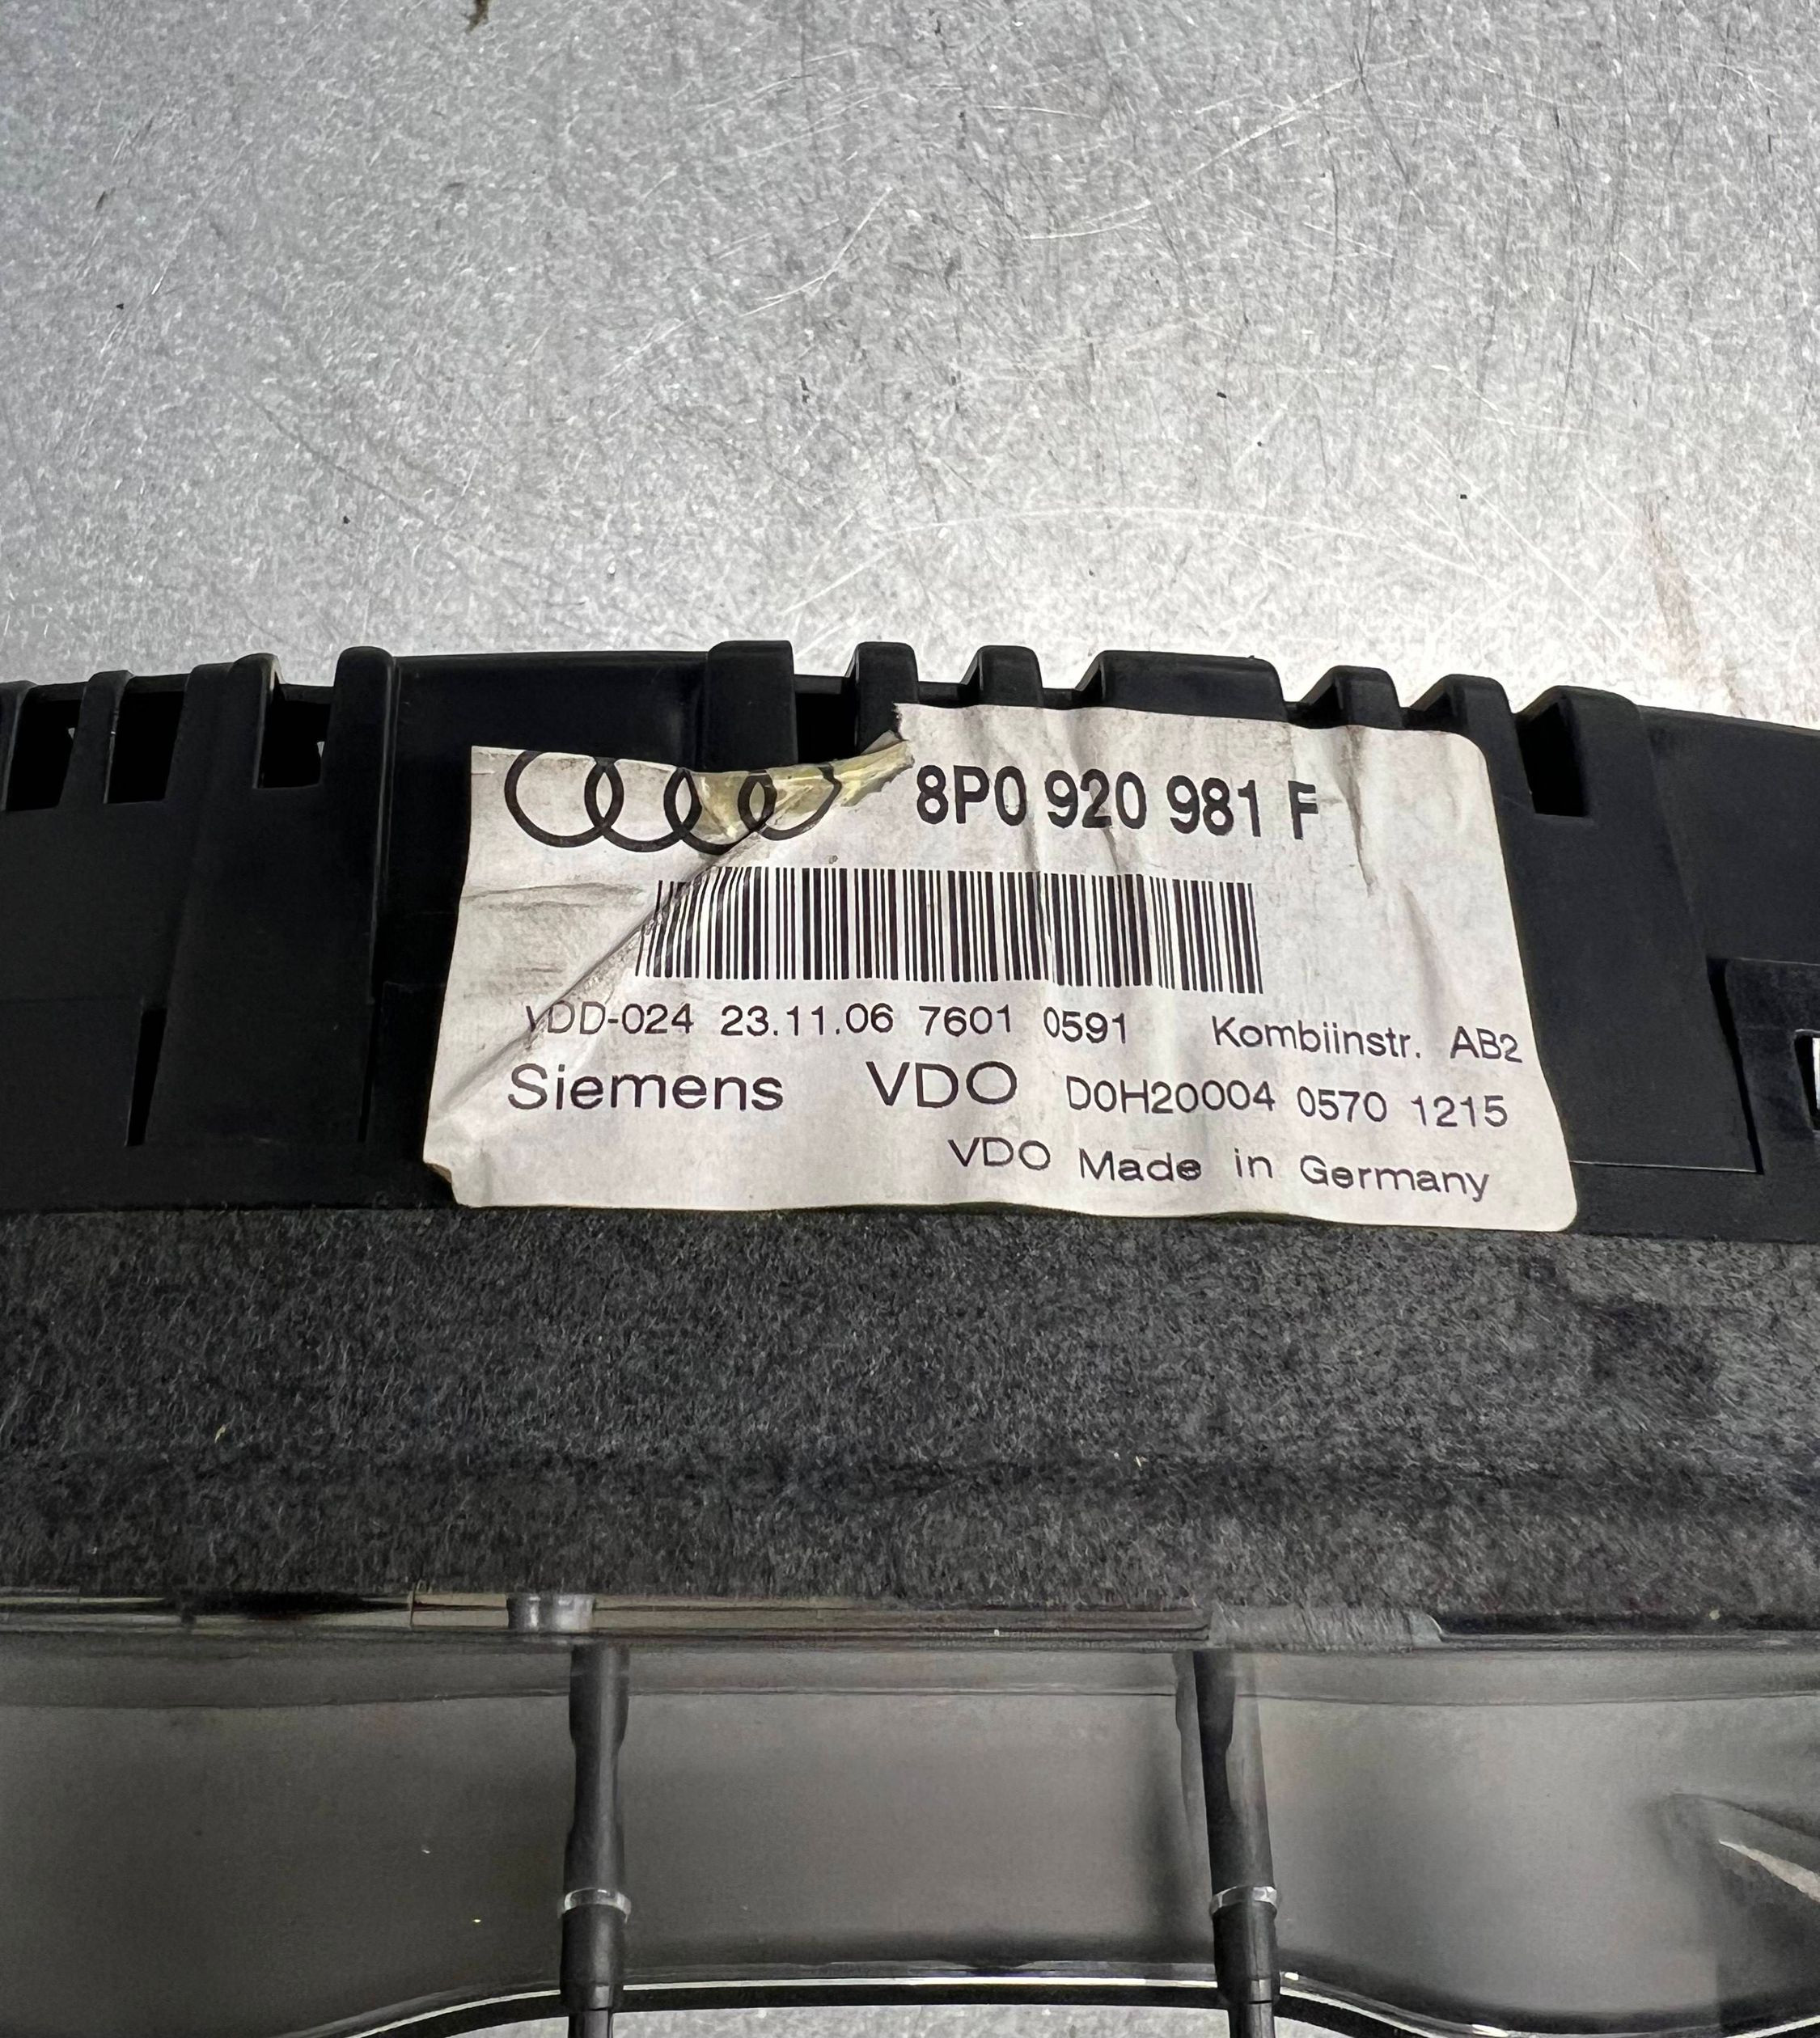 8P0 920 981 F
VDD-024 23.11.06 7601 0591 Kombiinstr. AB2
Siemens VDO D0H20004 0570 1215
VDO Made in Germany